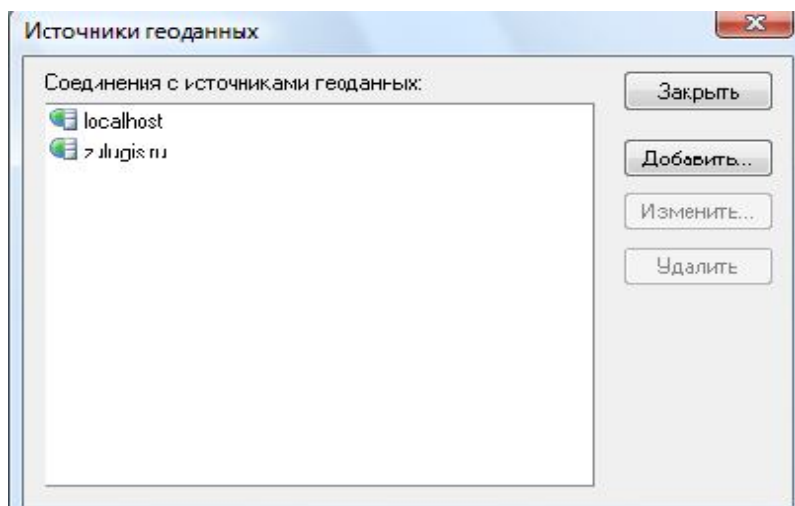 Источники геоданных
Соединения с источниками геоданных:
Закрыть
localhost
zulugis.ru
Добавить...
Изменить...
Удалить